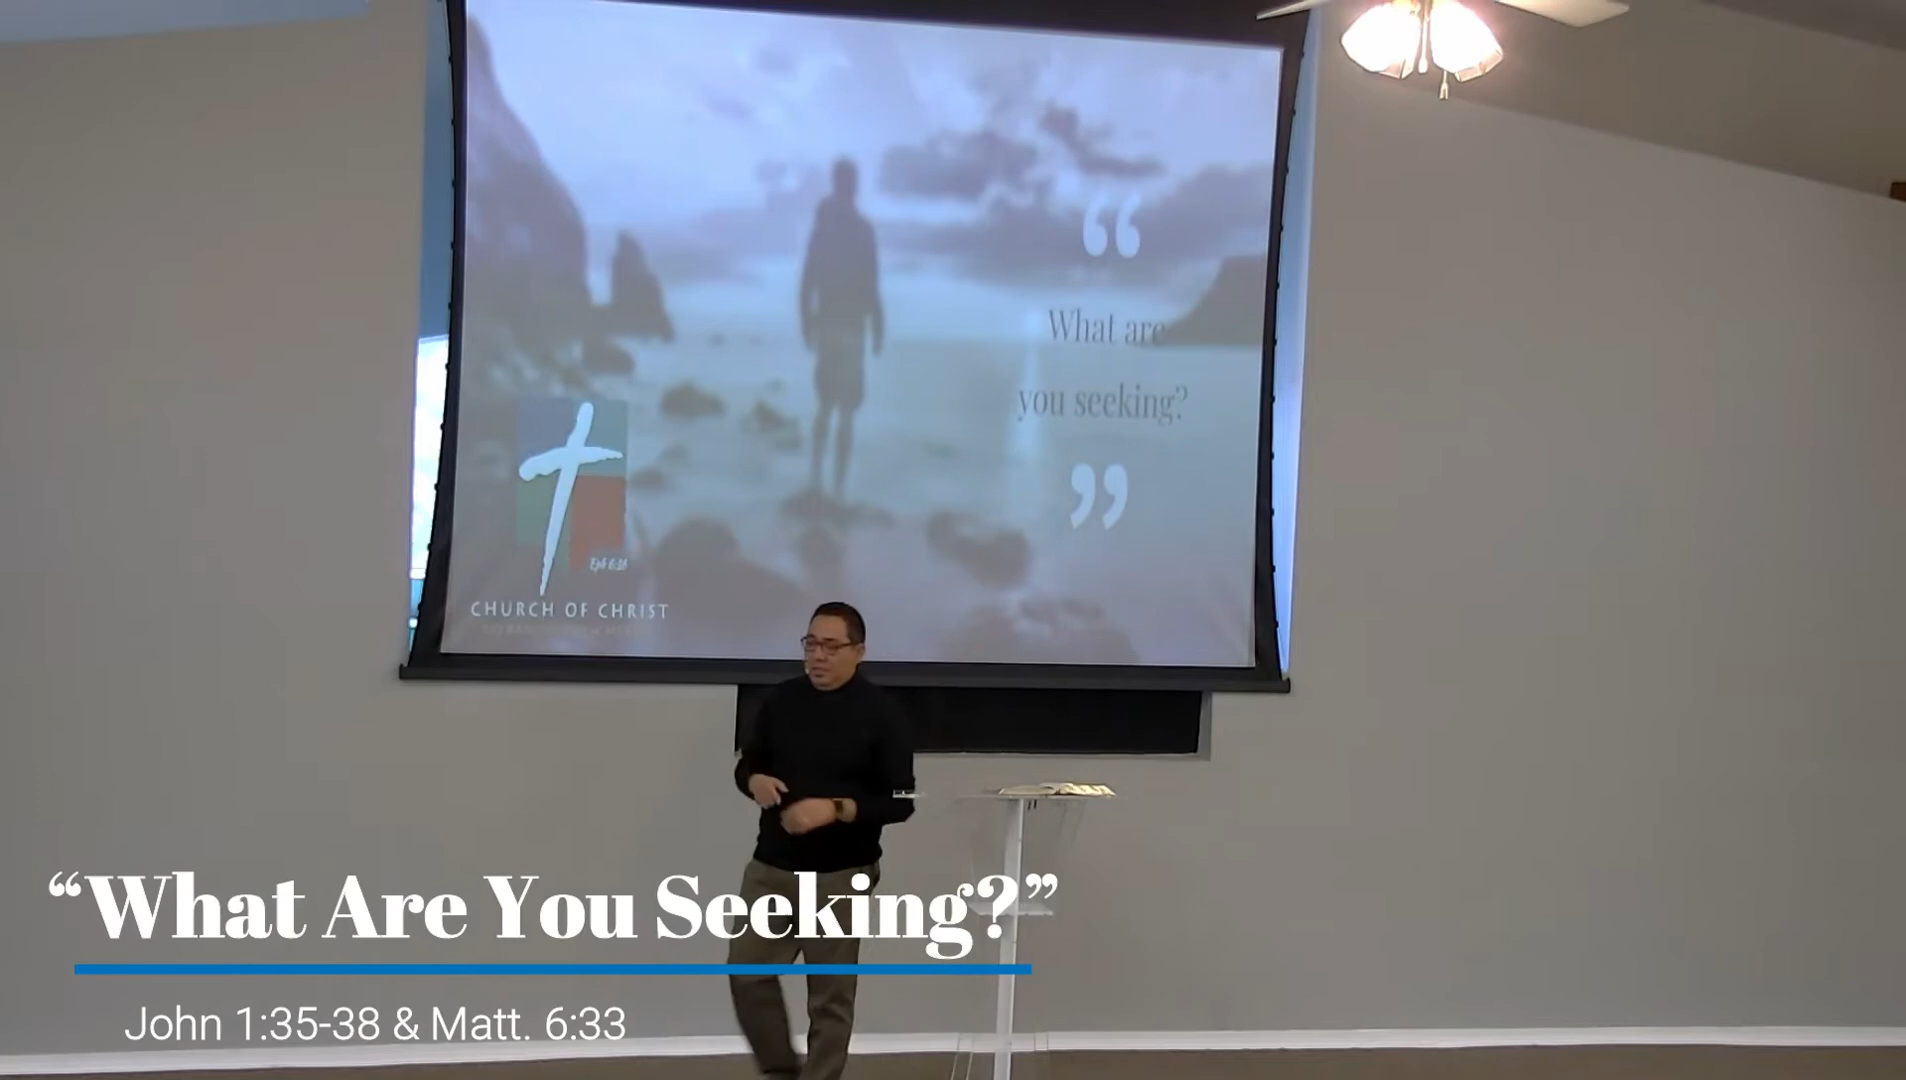 “
What are
you seeking?
”
Eph 6:16
CHURCH OF CHRIST
“What Are You Seeking?”
John 1:35-38 & Matt. 6:33